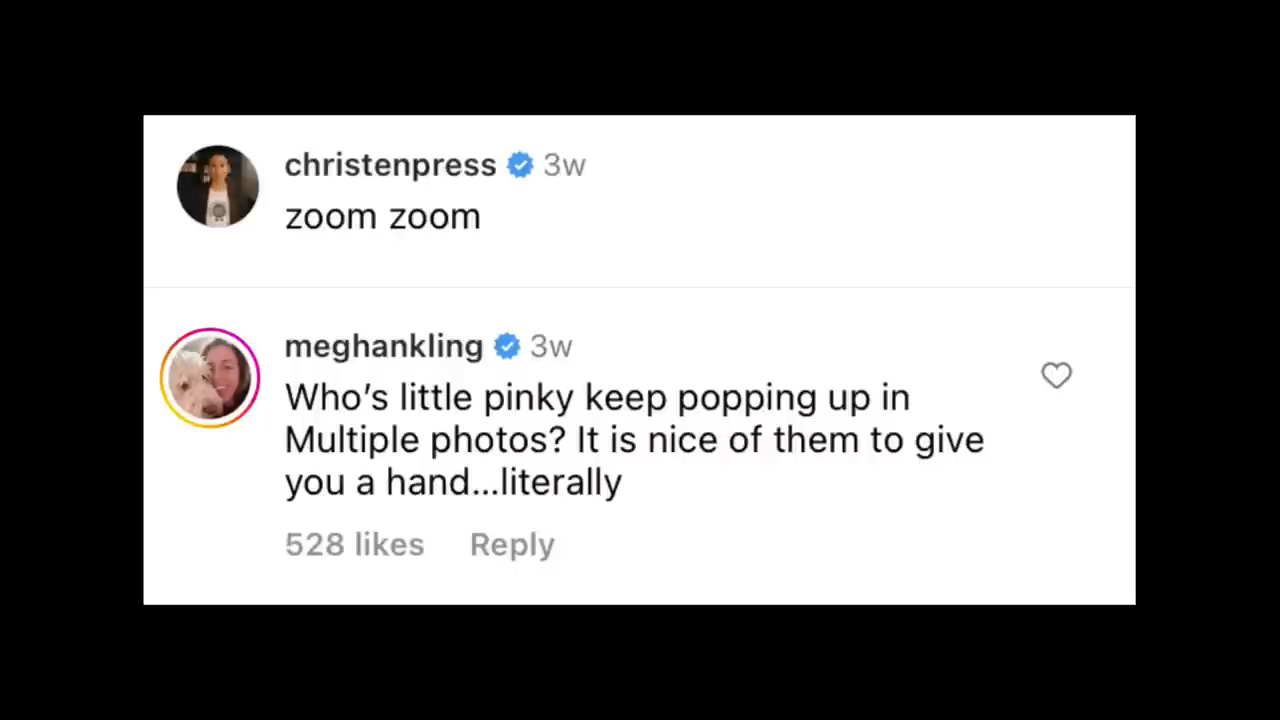 christenpress 3w
zoom zoom
meghankling 3w
Who’s little pinky keep popping up in
Multiple photos? It is nice of them to give
you a hand...literally
528 likes Reply